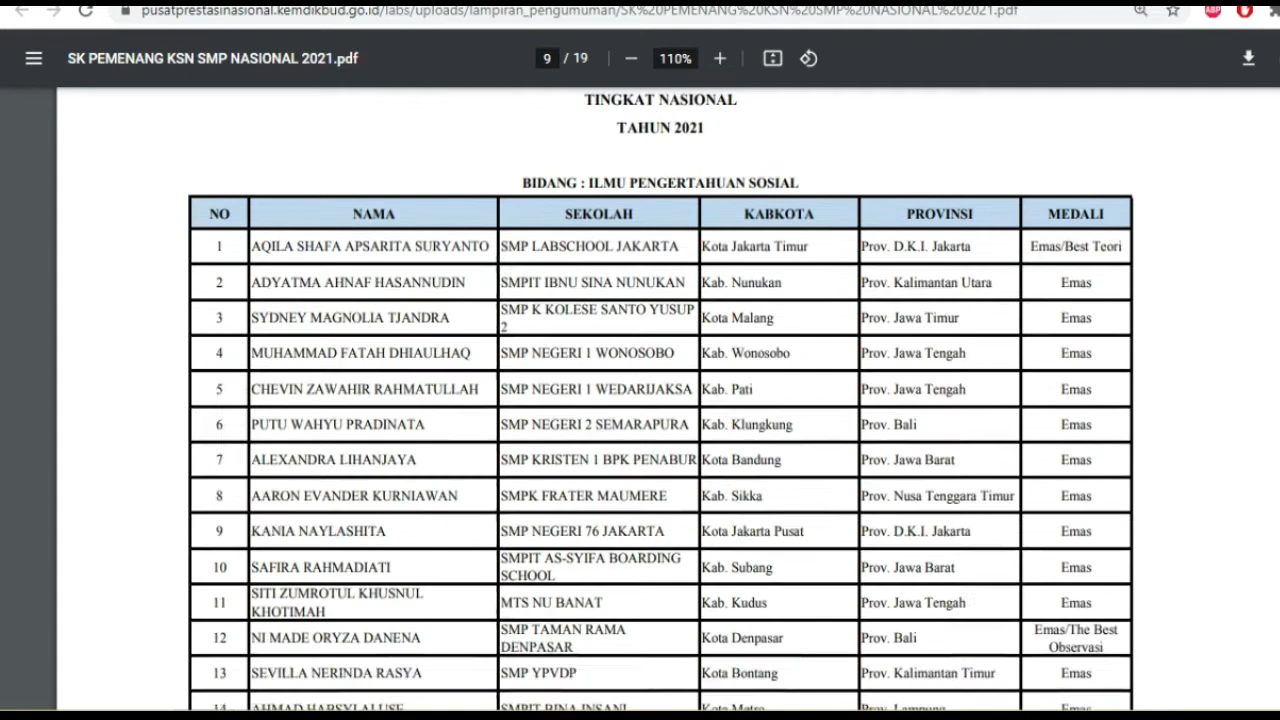 pusatprestasinasional.kemdikbud.go.id/labs/uploads/lampiran_pengumuman/SK%20PEMENANG%20KSN%20SMP%20NASIONAL%202021.pdf
ABP
SK PEMENANG KSN SMP NASIONAL 2021.pdf 9 / 19 — 110% +
TINGKAT NASIONAL
TAHUN 2021
BIDANG : ILMU PENGERTAHUAN SOSIAL
NO NAMA SEKOLAH KABKOTA PROVINSI MEDALI
1 AQILA SHAFA APSARITA SURYANTO SMP LABSCHOOL JAKARTA Kota Jakarta Timur Prov. D.K.I. Jakarta Emas/Best Teori
2 ADYATMA AHNAF HASANNUDIN SMPIT IBNU SINA NUNUKAN Kab. Nunukan Prov. Kalimantan Utara Emas
3 SYDNEY MAGNOLIA TJANDRA SMP K KOLESE SANTO YUSUP 2 Kota Malang Prov. Jawa Timur Emas
4 MUHAMMAD FATAH DHIAULHAQ SMP NEGERI 1 WONOSOBO Kab. Wonosobo Prov. Jawa Tengah Emas
5 CHEVIN ZAWAHIR RAHMATULLAH SMP NEGERI 1 WEDARIJAKSA Kab. Pati Prov. Jawa Tengah Emas
6 PUTU WAHYU PRADINATA SMP NEGERI 2 SEMARAPURA Kab. Klungkung Prov. Bali Emas
7 ALEXANDRA LIHANJAYA SMP KRISTEN 1 BPK PENABUR Kota Bandung Prov. Jawa Barat Emas
8 AARON EVANDER KURNIAWAN SMPK FRATER MAUMERE Kab. Sikka Prov. Nusa Tenggara Timur Emas
9 KANIA NAYLASHITA SMP NEGERI 76 JAKARTA Kota Jakarta Pusat Prov. D.K.I. Jakarta Emas
10 SAFIRA RAHMADIATI SMPIT AS-SYIFA BOARDING SCHOOL Kab. Subang Prov. Jawa Barat Emas
11 SITI ZUMROTUL KHUSNUL KHOTIMAH MTS NU BANAT Kab. Kudus Prov. Jawa Tengah Emas
12 NI MADE ORYZA DANENA SMP TAMAN RAMA DENPASAR Kota Denpasar Prov. Bali Emas/The Best Observasi
13 SEVILLA NERINDA RASYA SMP YPVDP Kota Bontang Prov. Kalimantan Timur Emas
14 AHMAD SMPIT BINA INSANI Kota Metro Prov. Lampung Emas